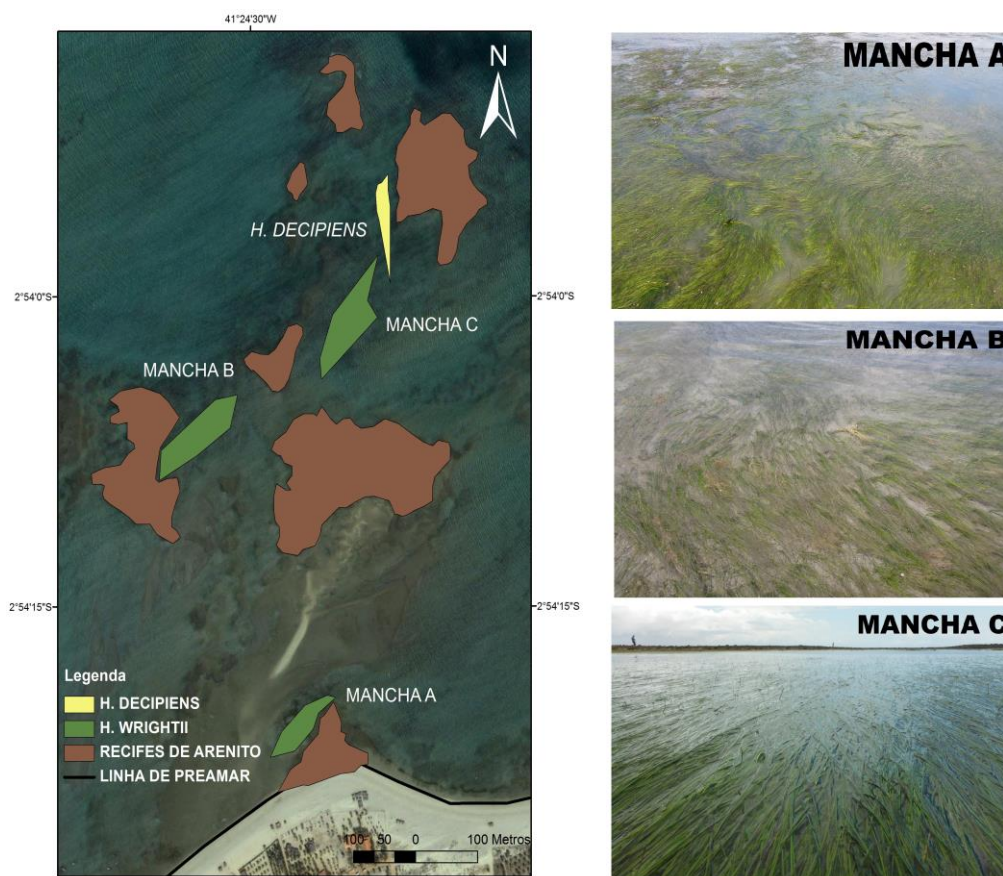 41°24'30"W
N
H. DECIPIENS
2°54'0"S
2°54'0"S
MANCHA C
MANCHA B
2°54'15"S
2°54'15"S
MANCHA A
Legenda
H. DECIPIENS
H. WRIGHTII
RECIFES DE ARENITO
LINHA DE PREAMAR
100 50 0 100 Metros
MANCHA A
MANCHA B
MANCHA C